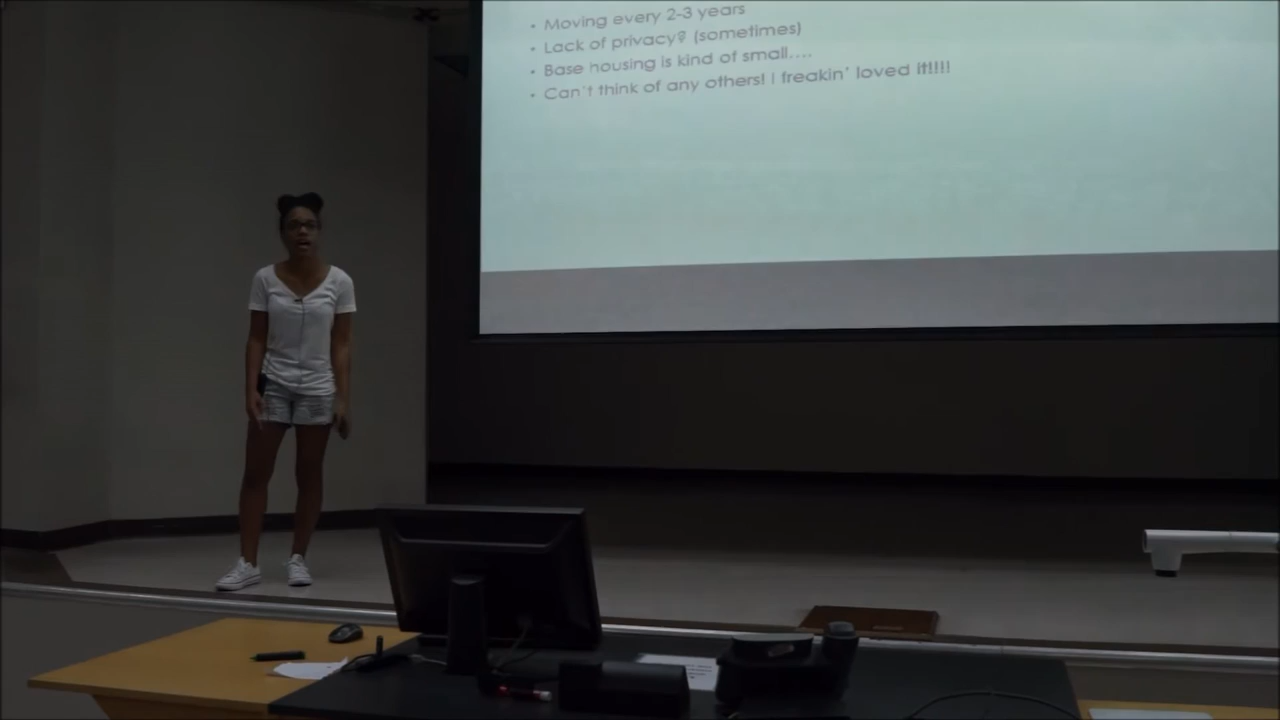 • Moving every 2-3 years
• Lack of privacy? (sometimes)
• Base housing is kind of small....
• Can't think of any others! I freakin' loved it!!!!!